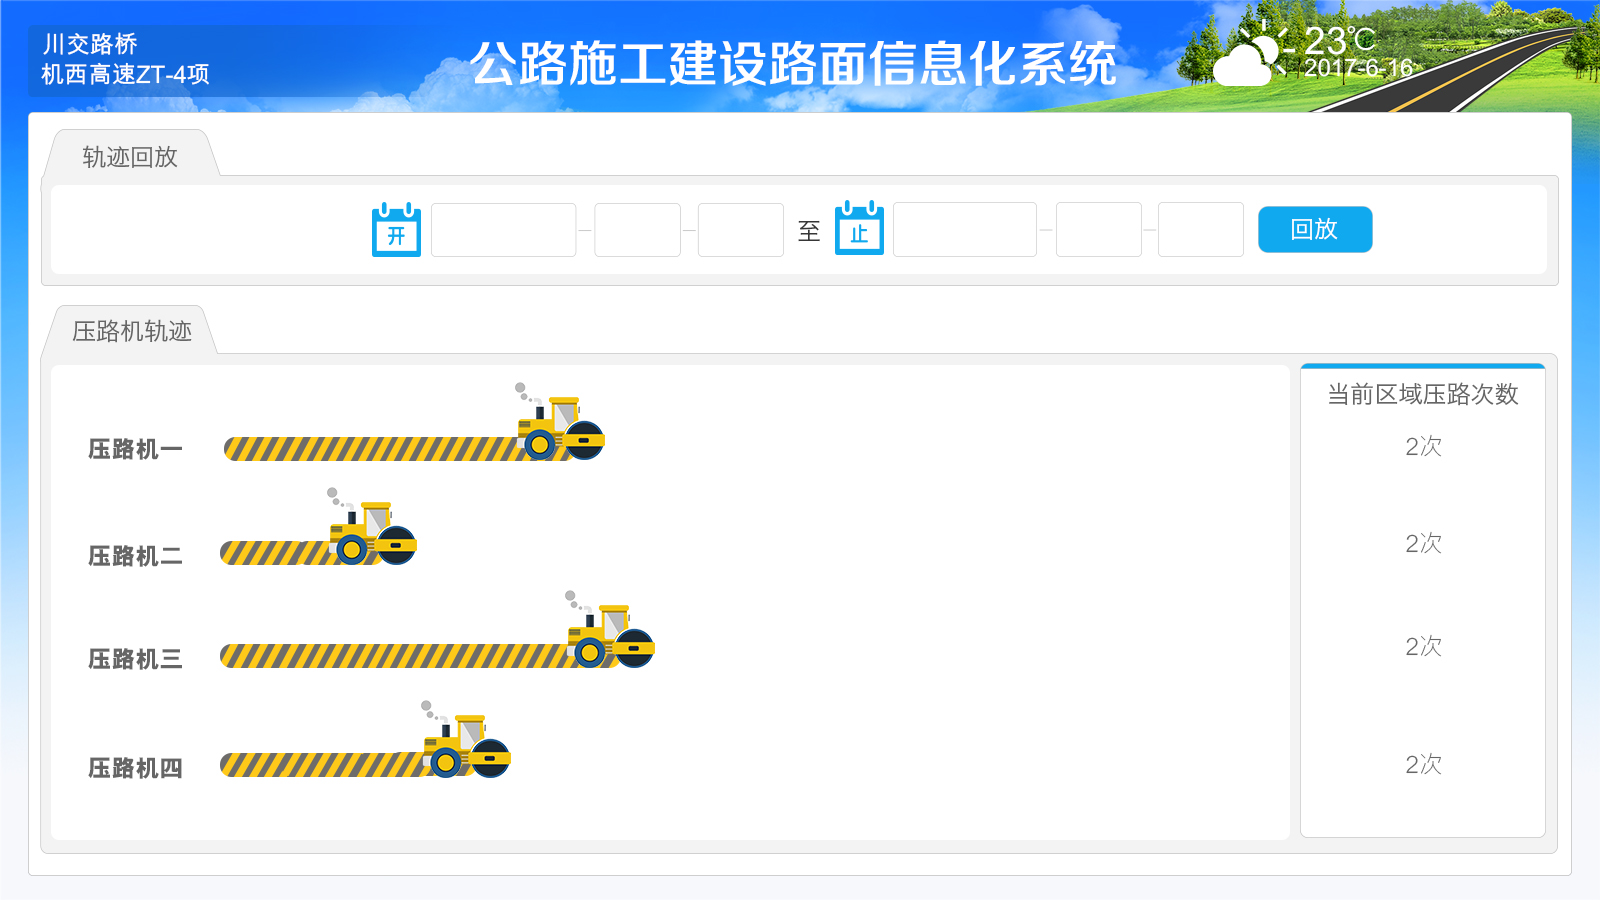 川交路桥
机西高速ZT-4项
公路施工建设路面信息化系统
23℃
2017-6-16
轨迹回放
开
至
止
回放
压路机轨迹
当前区域压路次数
压路机一
2次
压路机二
2次
压路机三
2次
压路机四
2次